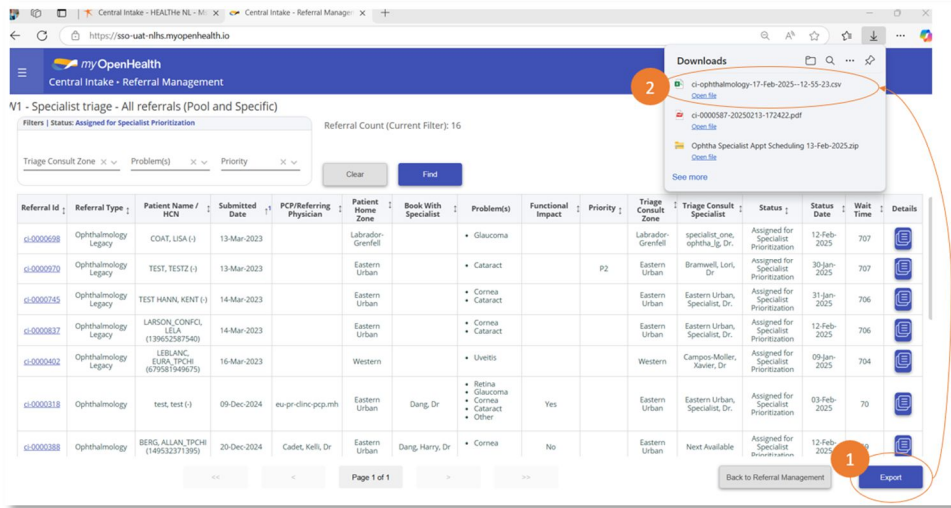 Central Intake - HEALTHe NL - M
Central Intake - Referral Manager
https://sso-uat-nlhs.myopenhealth.io
myOpenHealth
Central Intake • Referral Management
Downloads
2
ci-ophthalmology-17-Feb-2025--12-55-23.csv
Open file
ci-0000587-20250213-172422.pdf
Open file
Ophtha Specialist Appt Scheduling 13-Feb-2025.zip
Open file
See more
W1 - Specialist triage - All referrals (Pool and Specific)
Filters | Status: Assigned for Specialist Prioritization
Referral Count (Current Filter): 16
Triage Consult Zone Problem(s) Priority
Clear Find
Referral Id Referral Type Patient Name / HCN Submitted Date PCP/Referring Physician Patient Home Zone Book With Specialist Problem(s) Functional Impact Priority Triage Consult Zone Triage Consult Specialist Status Status Date Wait Time Details
ci-0000698 Ophthalmology Legacy COAT, LISA (-) 13-Mar-2023 Labrador-Grenfell • Glaucoma Labrador-Grenfell specialist_one, ophtha_lg, Dr. Assigned for Specialist Prioritization 12-Feb-2025 707
ci-0000970 Ophthalmology Legacy TEST, TESTZ (-) 13-Mar-2023 Eastern Urban • Cataract P2 Eastern Urban Bramwell, Lori, Dr Assigned for Specialist Prioritization 30-Jan-2025 707
ci-0000745 Ophthalmology Legacy TEST HANN, KENT (-) 14-Mar-2023 Eastern Urban • Cornea • Cataract Eastern Urban Eastern Urban, Specialist, Dr. Assigned for Specialist Prioritization 31-Jan-2025 706
ci-0000837 Ophthalmology Legacy LARSON_CONFCI, LELA (139652587540) 14-Mar-2023 Eastern Urban • Cornea • Cataract Eastern Urban Eastern Urban, Specialist, Dr. Assigned for Specialist Prioritization 12-Feb-2025 706
ci-0000402 Ophthalmology Legacy LEBLANC, EURA_TPCHI (679581949675) 16-Mar-2023 Western • Uveitis Western Campos-Moller, Xavier, Dr Assigned for Specialist Prioritization 09-Jan-2025 704
ci-0000318 Ophthalmology test, test (-) 09-Dec-2024 eu-pr-clinc-pcp.mh Eastern Urban Dang, Dr • Retina • Glaucoma • Cornea • Cataract • Other Yes Eastern Urban Eastern Urban, Specialist, Dr. Assigned for Specialist Prioritization 03-Feb-2025 70
ci-0000388 Ophthalmology BERG, ALLAN_TPCHI (149532371395) 20-Dec-2024 Cadet, Kelli, Dr Eastern Urban Dang, Harry, Dr • Cornea No Eastern Urban Next Available Assigned for Specialist Prioritization 12-Feb-2025
1
<< < Page 1 of 1 > >> Back to Referral Management Export